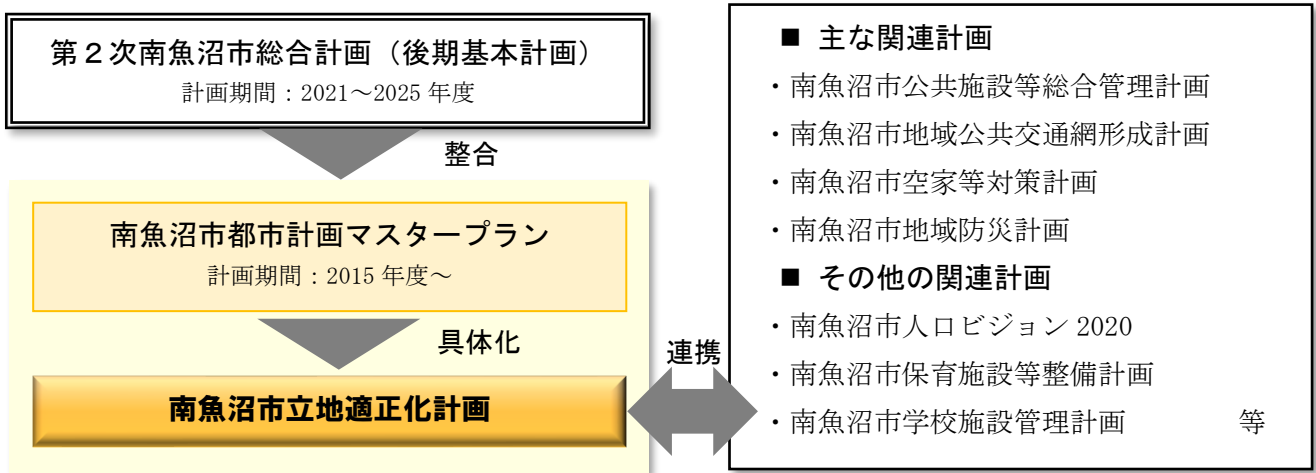 第２次南魚沼市総合計画（後期基本計画）
計画期間：2021～2025 年度
整合
南魚沼市都市計画マスタープラン
計画期間：2015 年度～
具体化
南魚沼市立地適正化計画
連携
■ 主な関連計画
・南魚沼市公共施設等総合管理計画
・南魚沼市地域公共交通網形成計画
・南魚沼市空家等対策計画
・南魚沼市地域防災計画
■ その他の関連計画
・南魚沼市人口ビジョン 2020
・南魚沼市保育施設等整備計画
・南魚沼市学校施設管理計画　　　　等